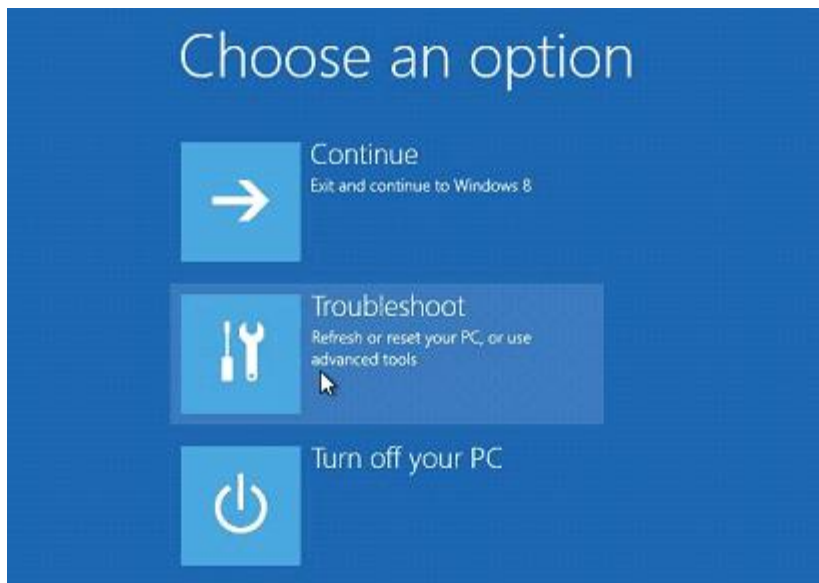 Choose an option
Continue
Exit and continue to Windows 8
Troubleshoot
Refresh or reset your PC, or use
advanced tools
Turn off your PC